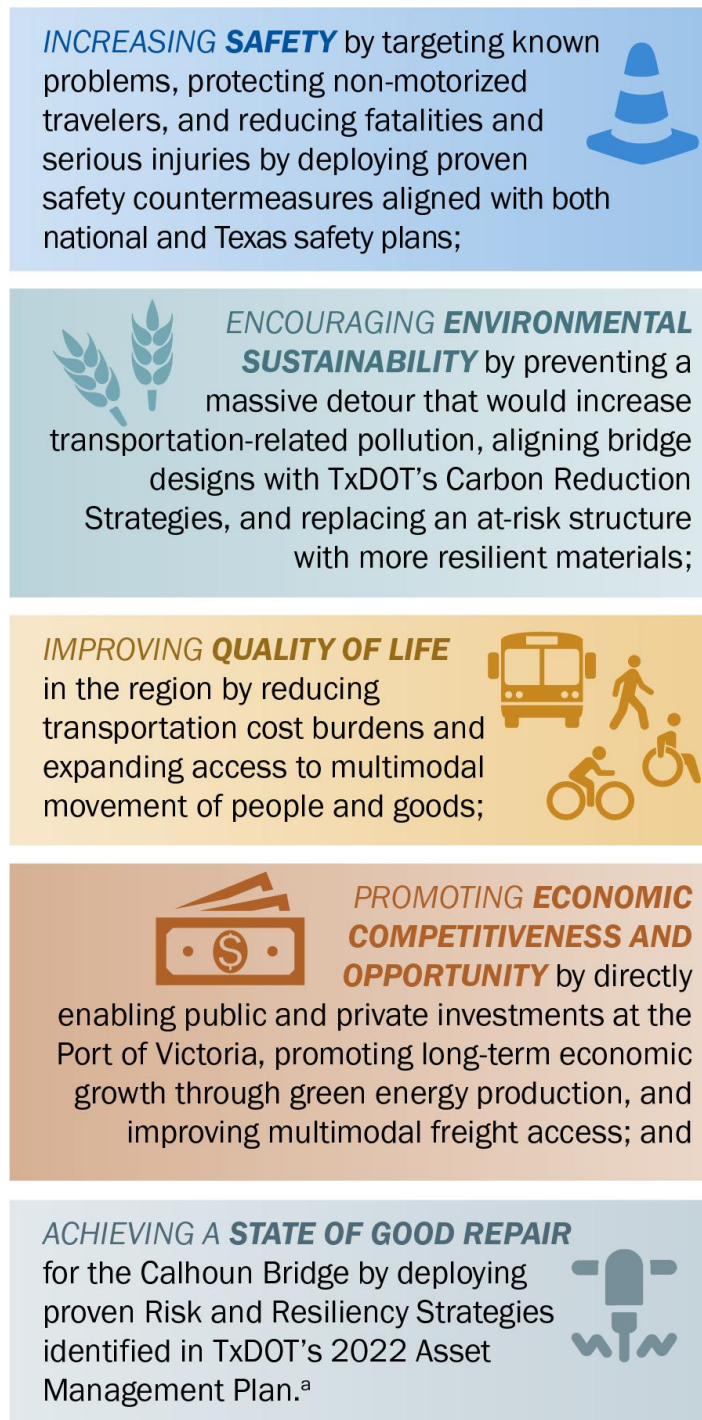 INCREASING SAFETY by targeting known
problems, protecting non-motorized
travelers, and reducing fatalities and
serious injuries by deploying proven
safety countermeasures aligned with both
national and Texas safety plans;
ENCOURAGING ENVIRONMENTAL
SUSTAINABILITY by preventing a
massive detour that would increase
transportation-related pollution, aligning bridge
designs with TxDOT’s Carbon Reduction
Strategies, and replacing an at-risk structure
with more resilient materials;
IMPROVING QUALITY OF LIFE
in the region by reducing
transportation cost burdens and
expanding access to multimodal
movement of people and goods;
$
PROMOTING ECONOMIC
COMPETITIVENESS AND
OPPORTUNITY by directly
enabling public and private investments at the
Port of Victoria, promoting long-term economic
growth through green energy production, and
improving multimodal freight access; and
ACHIEVING A STATE OF GOOD REPAIR
for the Calhoun Bridge by deploying
proven Risk and Resiliency Strategies
identified in TxDOT’s 2022 Asset
Management Plan.ᵃ